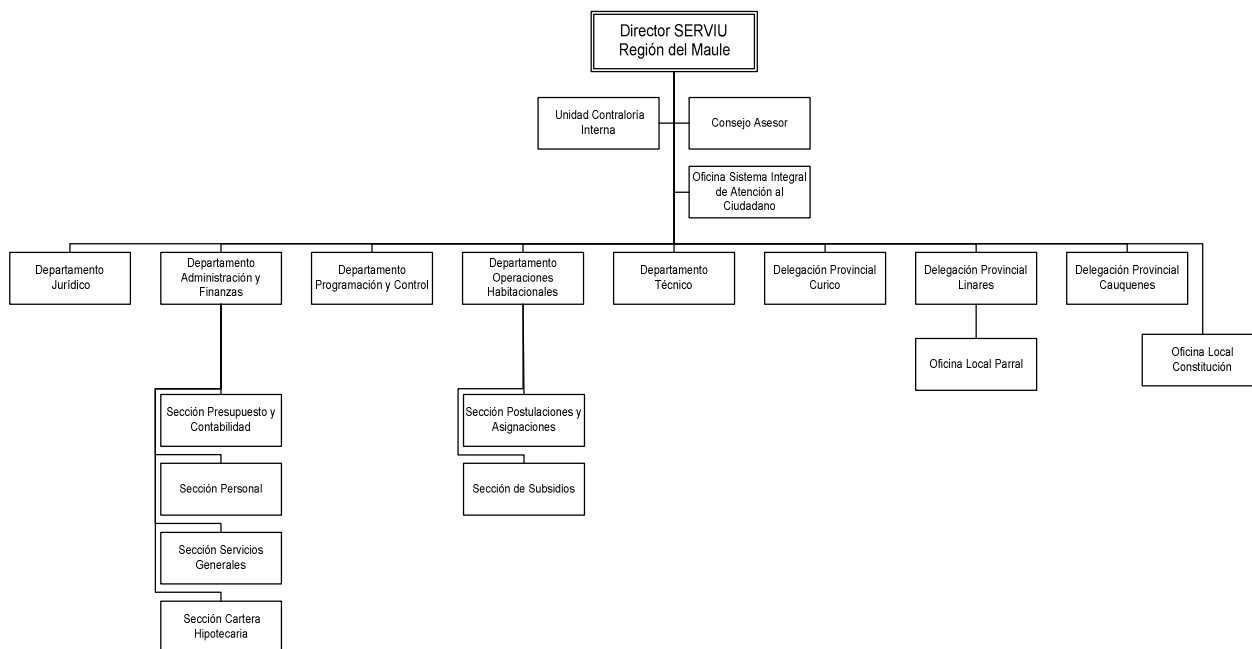 Director SERVIU
Región del Maule
Unidad Contraloría
Interna
Consejo Asesor
Oficina Sistema Integral
de Atención al
Ciudadano
Departamento
Jurídico
Departamento
Administración y
Finanzas
Departamento
Programación y Control
Departamento
Operaciones
Habitacionales
Departamento
Técnico
Delegación Provincial
Curico
Delegación Provincial
Linares
Delegación Provincial
Cauquenes
Oficina Local Parral
Oficina Local
Constitución
Sección Presupuesto y
Contabilidad
Sección Personal
Sección Servicios
Generales
Sección Cartera
Hipotecaria
Sección Postulaciones y
Asignaciones
Sección de Subsidios